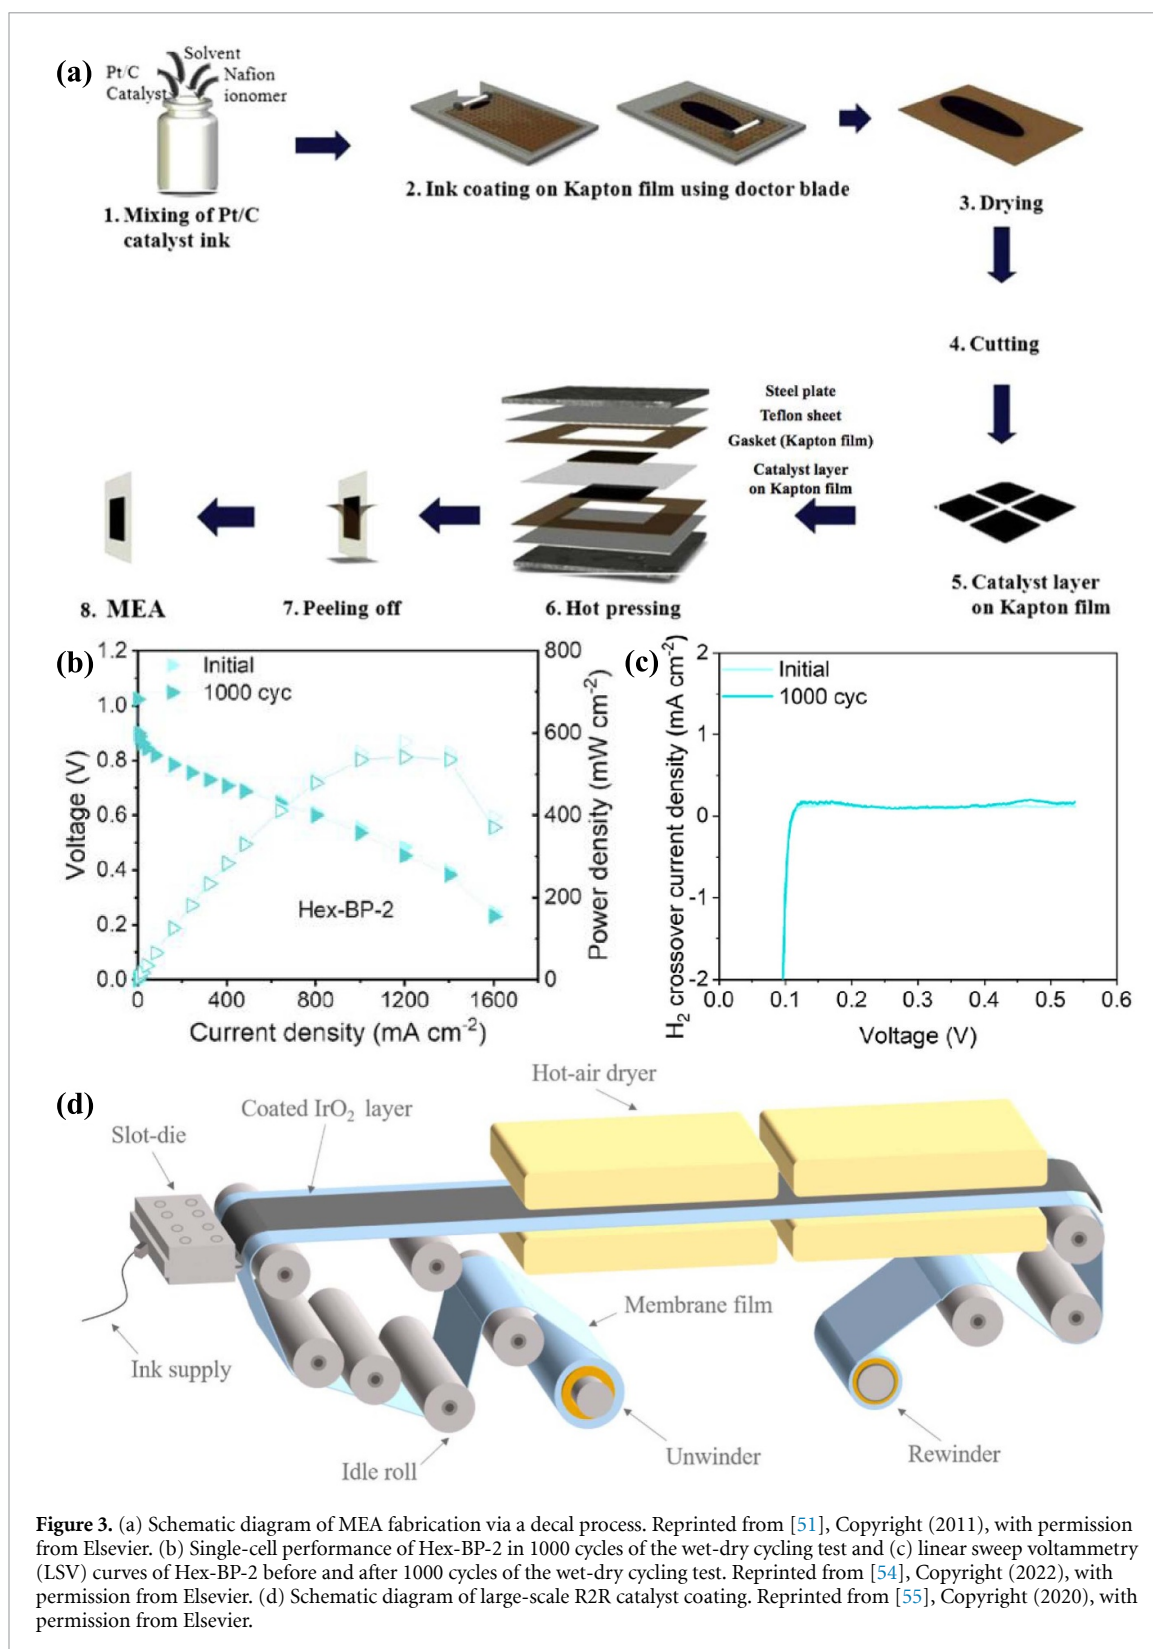 (a)
Solvent
Pt/C
Catalyst
Nafion
ionomer
1. Mixing of Pt/C
catalyst ink
2. Ink coating on Kapton film using doctor blade
3. Drying
4. Cutting
Steel plate
Teflon sheet
Gasket (Kapton film)
Catalyst layer
on Kapton film
5. Catalyst layer
on Kapton film
6. Hot pressing
7. Peeling off
8. MEA
(b)
Initial
1000 cyc
Hex-BP-2
Voltage (V)
1.2
1.0
0.8
0.6
0.4
0.2
0.0
Power density (mW cm-2)
800
600
400
200
0
0 400 800 1200 1600
Current density (mA cm-2)
(c)
Initial
1000 cyc
H2 crossover current density (mA cm-2)
2
1
0
-1
-2
0.0 0.1 0.2 0.3 0.4 0.5 0.6
Voltage (V)
(d)
Hot-air dryer
Coated IrO2 layer
Slot-die
Membrane film
Ink supply
Idle roll
Unwinder
Rewinder
Figure 3. (a) Schematic diagram of MEA fabrication via a decal process. Reprinted from [51], Copyright (2011), with permission
from Elsevier. (b) Single-cell performance of Hex-BP-2 in 1000 cycles of the wet-dry cycling test and (c) linear sweep voltammetry
(LSV) curves of Hex-BP-2 before and after 1000 cycles of the wet-dry cycling test. Reprinted from [54], Copyright (2022), with
permission from Elsevier. (d) Schematic diagram of large-scale R2R catalyst coating. Reprinted from [55], Copyright (2020), with
permission from Elsevier.